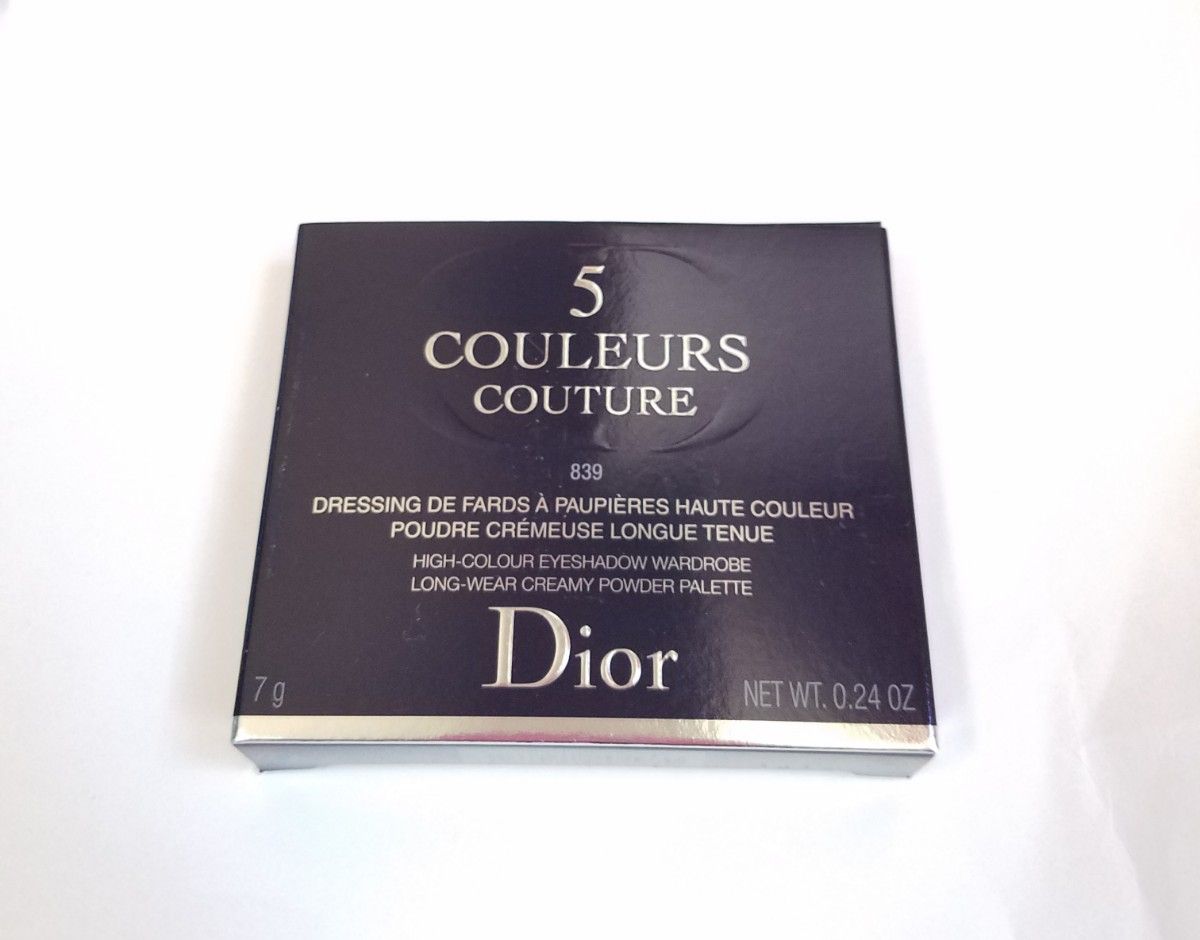 5
COULEURS
COUTURE
839
DRESSING DE FARDS À PAUPIÈRES HAUTE COULEUR
POUDRE CRÉMEUSE LONGUE TENUE
HIGH-COLOUR EYESHADOW WARDROBE
LONG-WEAR CREAMY POWDER PALETTE
Dior
7 g
NET WT. 0.24 OZ